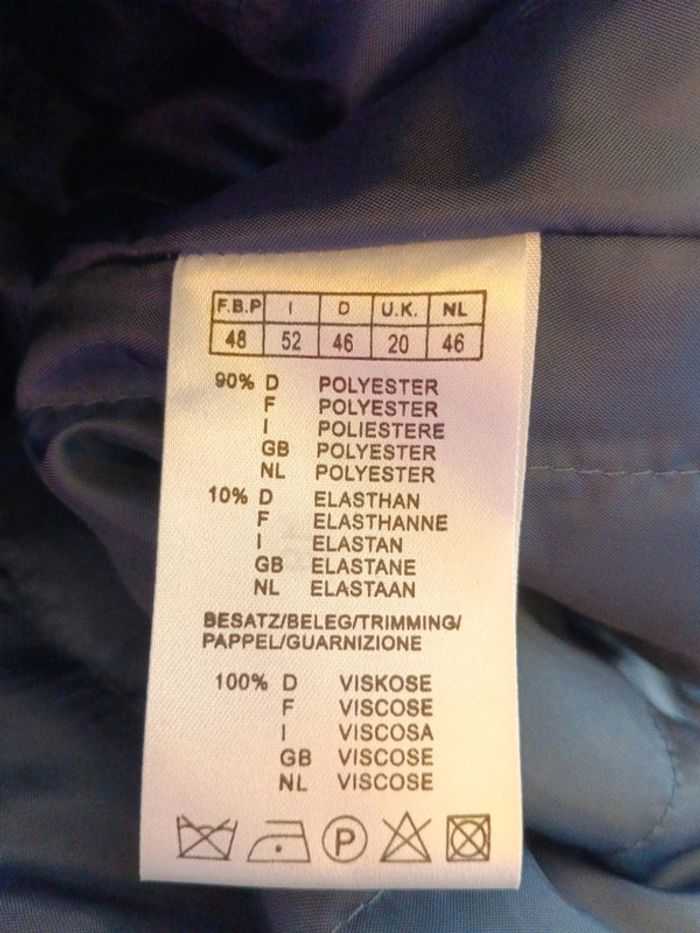 F.B.P I D U.K. NL
48 52 46 20 46
90% D POLYESTER
F POLYESTER
I POLIESTERE
GB POLYESTER
NL POLYESTER
10% D ELASTHAN
F ELASTHANNE
I ELASTAN
GB ELASTANE
NL ELASTAAN
BESATZ/BELEG/TRIMMING/
PAPPEL/GUARNIZIONE
100% D VISKOSE
F VISCOSE
I VISCOSA
GB VISCOSE
NL VISCOSE
P